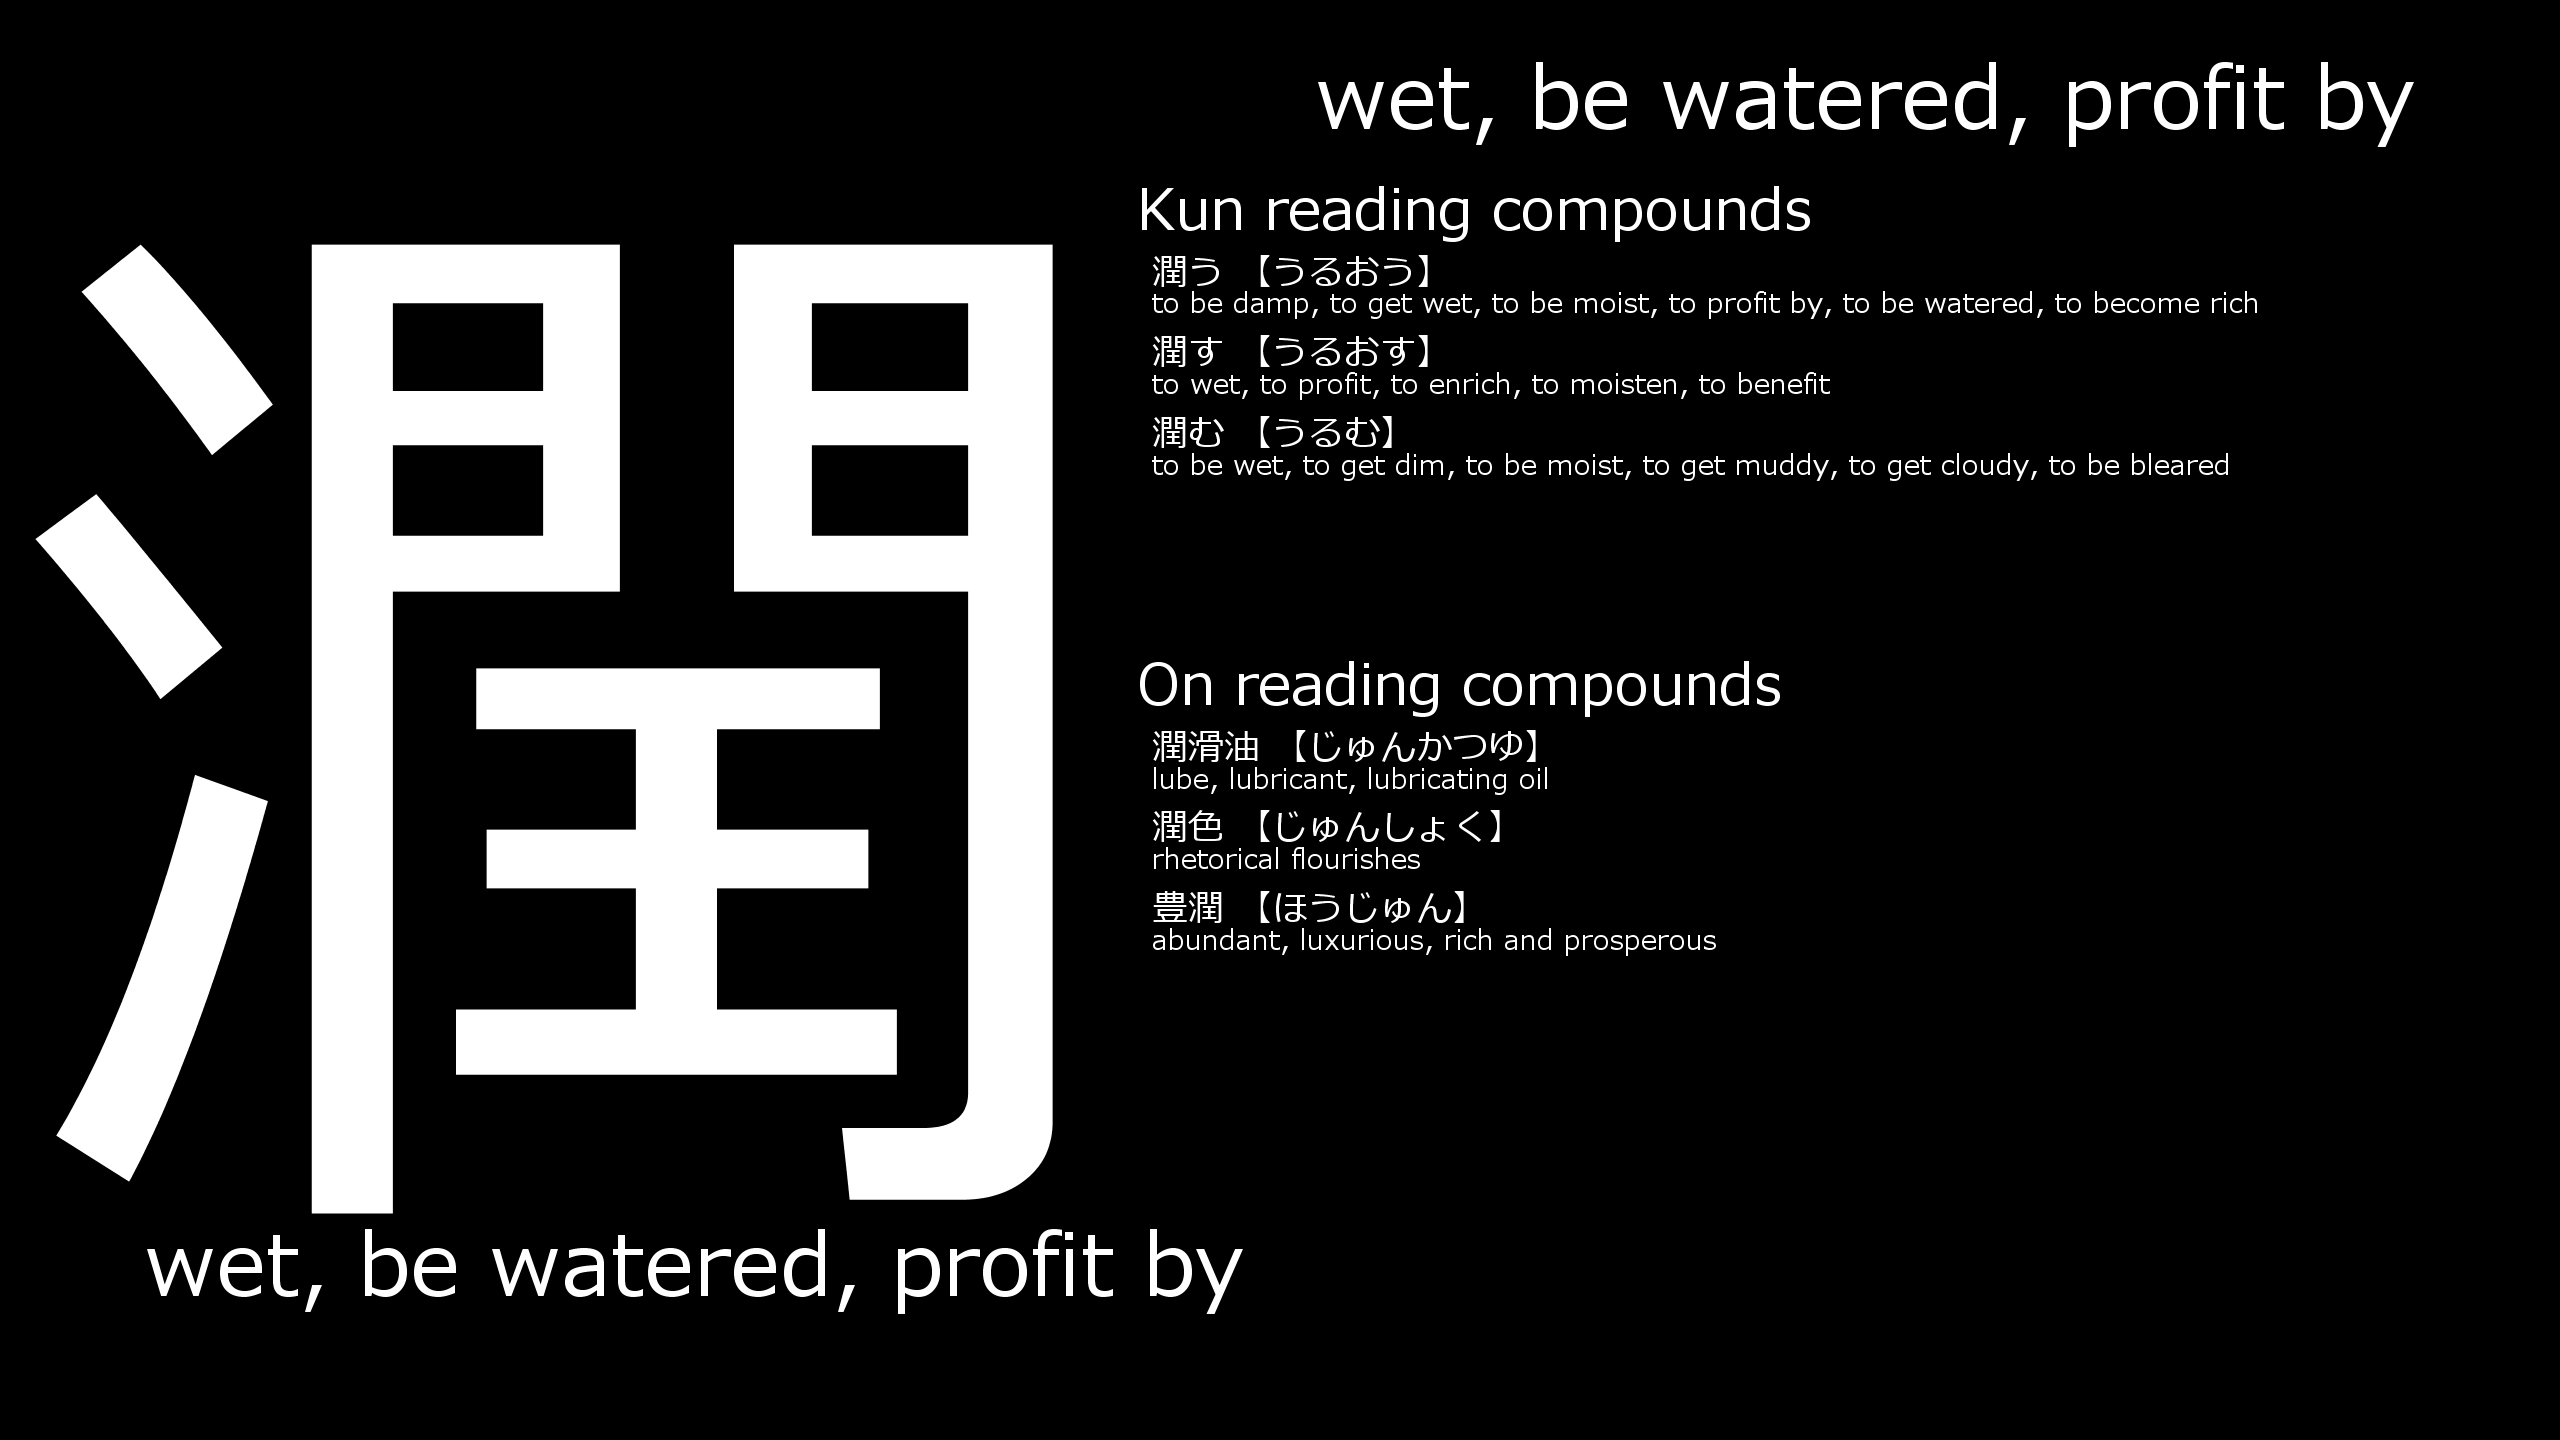 潤
wet, be watered, profit by
wet, be watered, profit by
Kun reading compounds
潤う 【うるおう】
to be damp, to get wet, to be moist, to profit by, to be watered, to become rich
潤す 【うるおす】
to wet, to profit, to enrich, to moisten, to benefit
潤む 【うるむ】
to be wet, to get dim, to be moist, to get muddy, to get cloudy, to be bleared
On reading compounds
潤滑油 【じゅんかつゆ】
lube, lubricant, lubricating oil
潤色 【じゅんしょく】
rhetorical flourishes
豊潤 【ほうじゅん】
abundant, luxurious, rich and prosperous